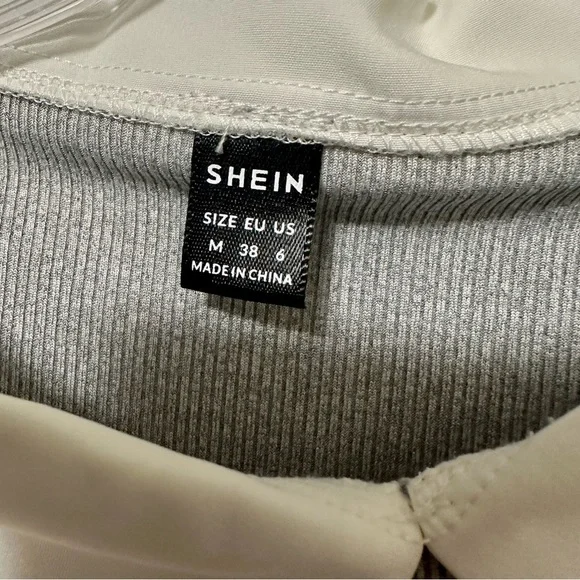 SHEIN
SIZE EU US
M 38 6
MADE IN CHINA